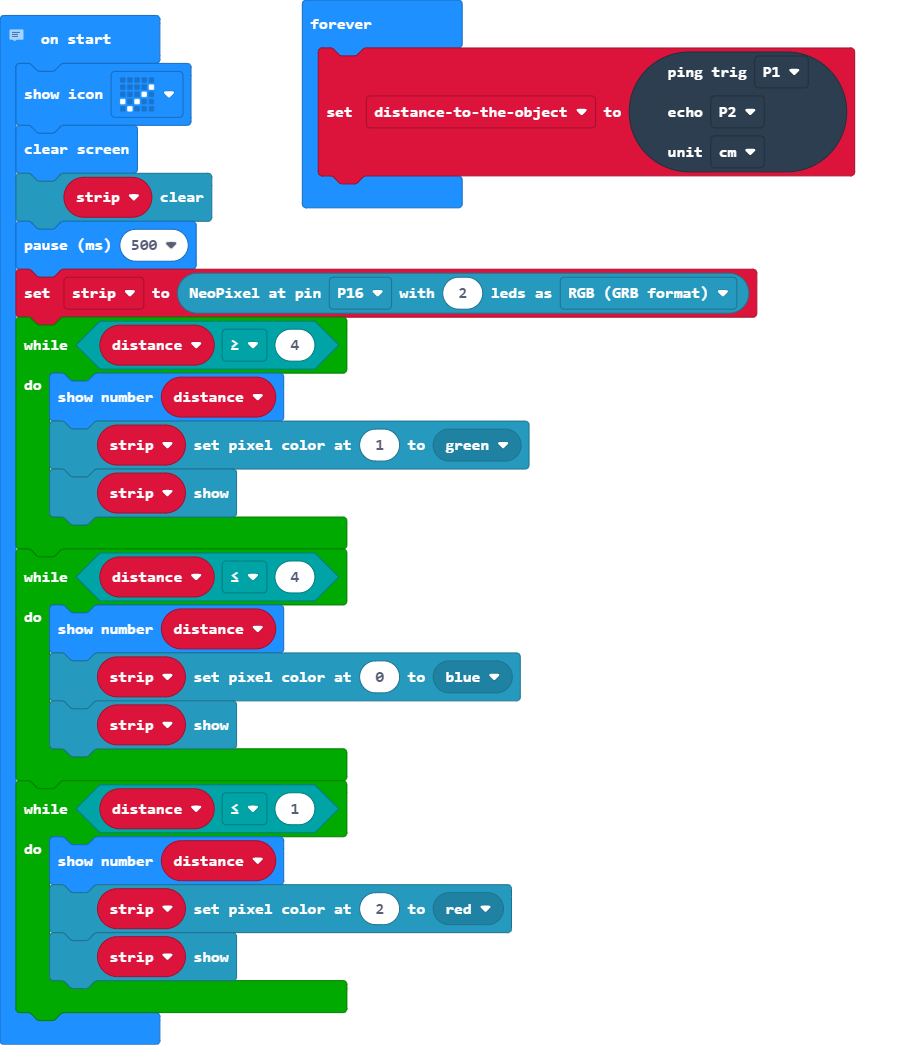 on start
show icon
clear screen
strip clear
pause (ms) 500
set strip to NeoPixel at pin P16 with 2 leds as RGB (GRB format)
while distance ≥ 4
do
show number distance
strip set pixel color at 1 to green
strip show
while distance ≤ 4
do
show number distance
strip set pixel color at 0 to blue
strip show
while distance ≤ 1
do
show number distance
strip set pixel color at 2 to red
strip show
forever
set distance-to-the-object to
ping trig P1
echo P2
unit cm